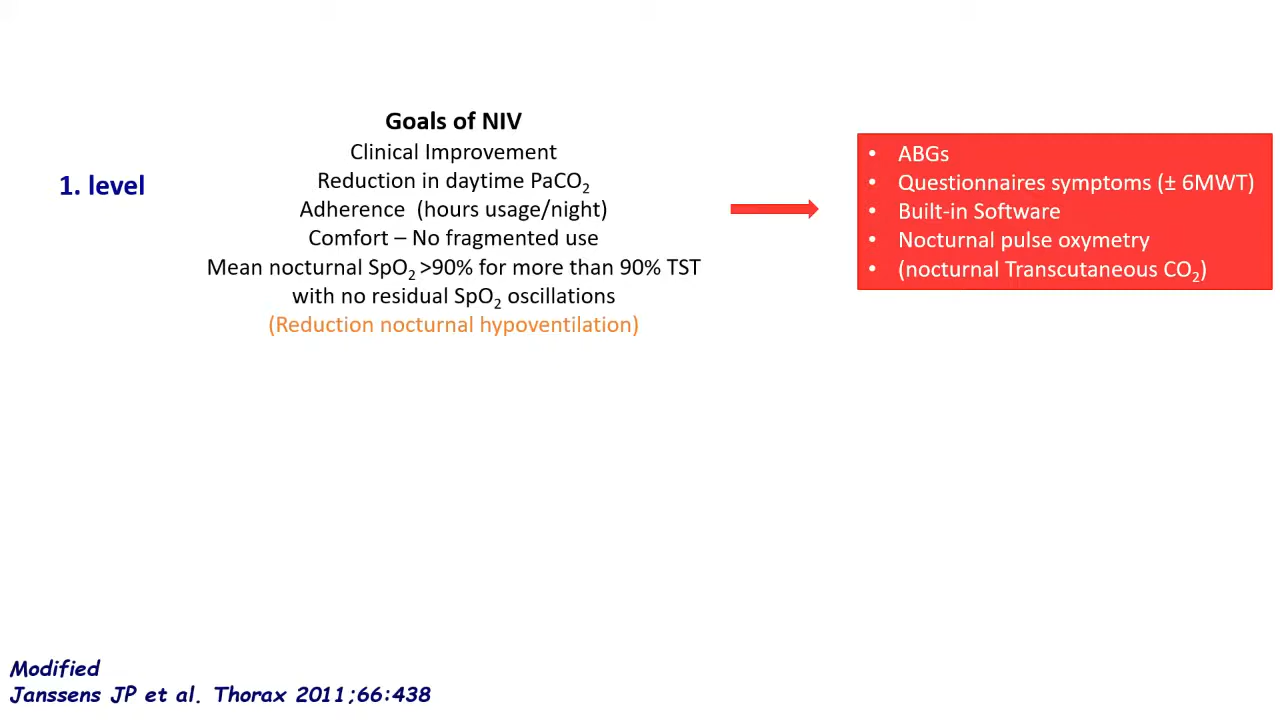 Goals of NIV
1. level
Clinical Improvement
Reduction in daytime PaCO₂
Adherence (hours usage/night)
Comfort – No fragmented use
Mean nocturnal SpO₂ >90% for more than 90% TST
with no residual SpO₂ oscillations
(Reduction nocturnal hypoventilation)
• ABGs
• Questionnaires symptoms (± 6MWT)
• Built-in Software
• Nocturnal pulse oxymetry
• (nocturnal Transcutaneous CO₂)
Modified
Janssens JP et al. Thorax 2011;66:438